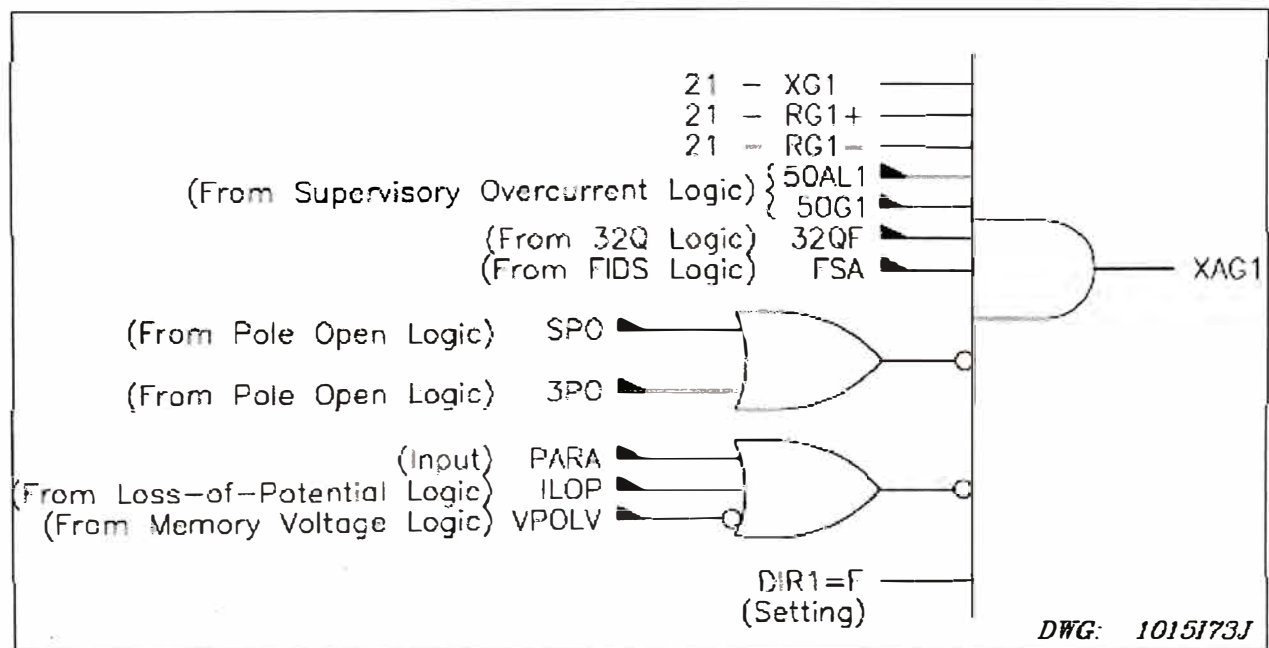 21 – XG1
21 – RG1+
21 – RG1–
(From Supervisory Overcurrent Logic) { 50AL1
{ 50G1
(From 32Q Logic) 32QF
(From FIDS Logic) FSA
XAG1
(From Pole Open Logic) SPO
(From Pole Open Logic) 3PO
(Input) PARA
(From Loss-of-Potential Logic) ILOP
(From Memory Voltage Logic) VPOLV
DIR1=F
(Setting)
DWG: 1015I73J